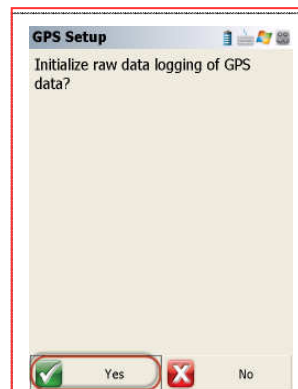 GPS Setup
Initialize raw data logging of GPS
data?
Yes
No